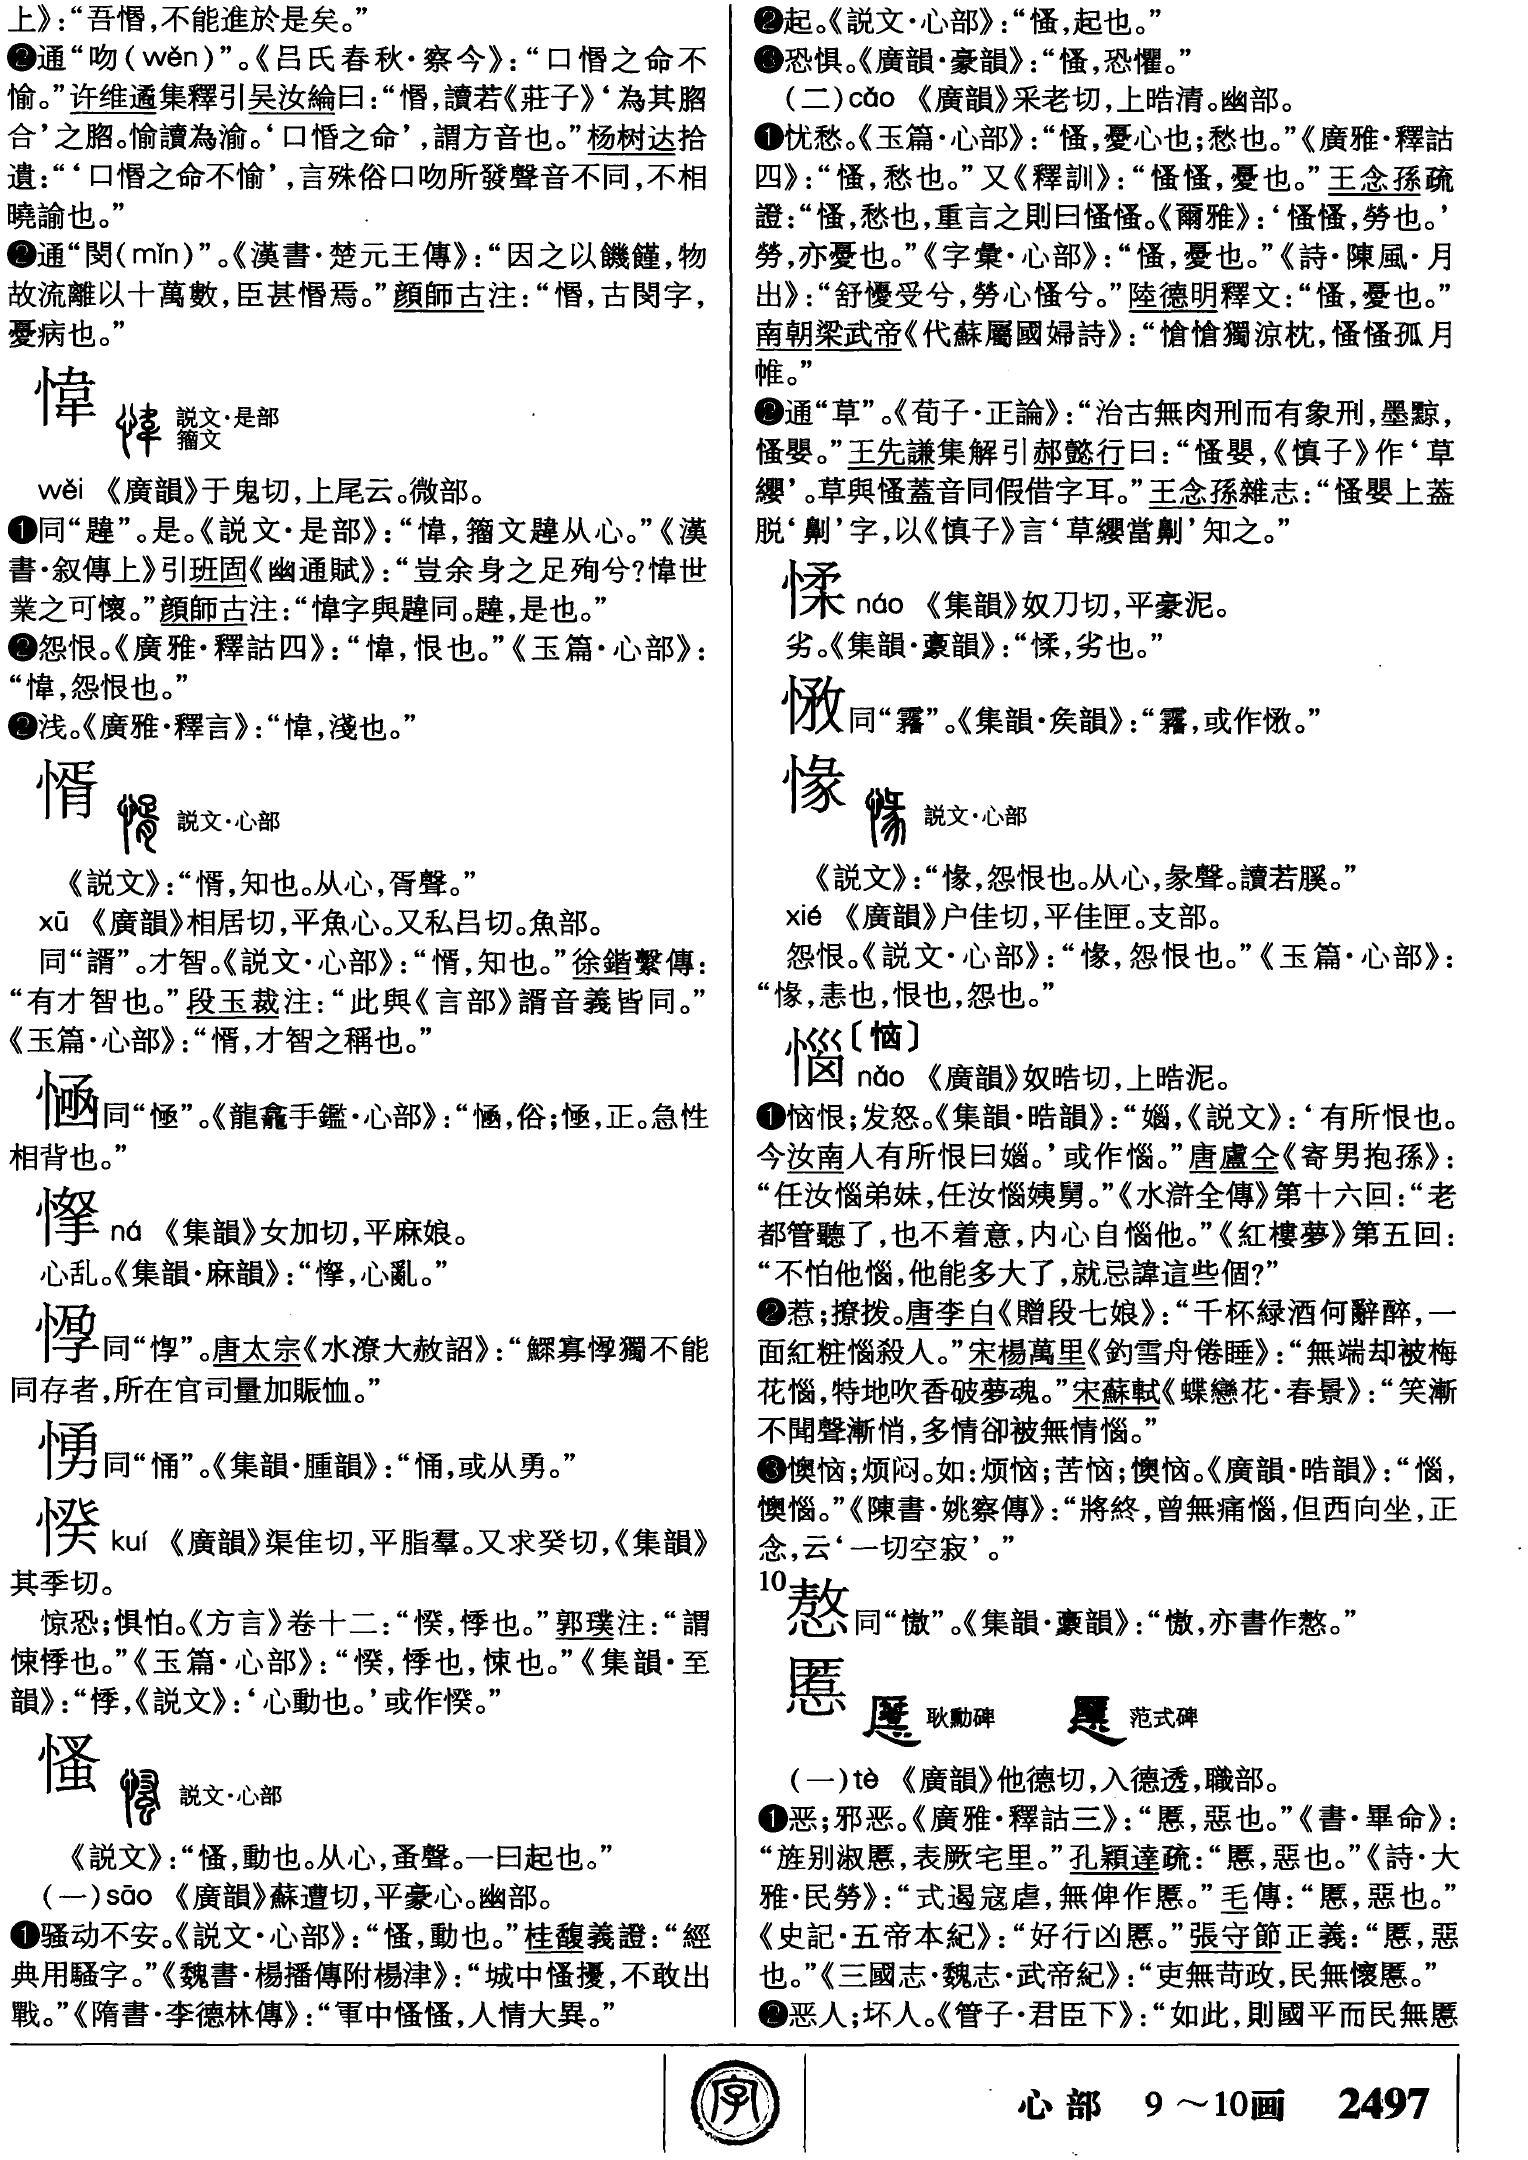 上》：“吾惛，不能進於是矣。”
❷通“吻(wěn)”。《吕氏春秋·察今》：“口惛之命不
愉。”许维遹集釋引吴汝綸曰：“惛，讀若《莊子》‘為其脗
合’之脗。愉讀為渝。‘口惛之命’，謂方音也。”杨树达拾
遺：“‘口惛之命不愉’，言殊俗口吻所發聲音不同，不相
曉諭也。”
❷通“閔(mǐn)”。《漢書·楚元王傳》：“因之以饑饉，物
故流離以十萬數，臣甚惛焉。”顔師古注：“惛，古閔字，
憂病也。”
愇 説文·是部
籀文
wěi 《廣韻》于鬼切，上尾云。微部。
❶同“韙”。是。《説文·是部》：“愇，籀文韙从心。”《漢
書·叙傳上》引班固《幽通賦》：“豈余身之足殉兮？愇世
業之可懷。”顔師古注：“愇字與韙同。韙，是也。”
❷怨恨。《廣雅·釋詁四》：“愇，恨也。”《玉篇·心部》：
“愇，怨恨也。”
❷浅。《廣雅·釋言》：“愇，淺也。”
㥠 説文·心部
《説文》：“㥠，知也。从心，胥聲。”
xū 《廣韻》相居切，平魚心。又私吕切。魚部。
同“諝”。才智。《説文·心部》：“㥠，知也。”徐鍇繫傳：
“有才智也。”段玉裁注：“此與《言部》諝音義皆同。”
《玉篇·心部》：“㥠，才智之稱也。”
同“㥛”。《龍龕手鑑·心部》：“，俗；㥛，正。急性
相背也。”
ná 《集韻》女加切，平麻娘。
心乱。《集韻·麻韻》：“，心亂。”
同“惸”。唐太宗《水潦大赦詔》：“鰥寡獨不能
同存者，所在官司量加賑恤。”
㦷同“悀”。《集韻·腫韻》：“悀，或从勇。”
㨒 kuí 《廣韻》渠隹切，平脂羣。又求癸切，《集韻》
其季切。
惊恐；惧怕。《方言》卷十二：“，悸也。”郭璞注：“謂
悚悸也。”《玉篇·心部》：“，悸也，悚也。”《集韻·至
韻》：“悸，《説文》：‘心動也。’或作。”
慅 説文·心部
《説文》：“慅，動也。从心，蚤聲。一曰起也。”
(一)sāo 《廣韻》蘇遭切，平豪心。幽部。
❶骚动不安。《説文·心部》：“慅，動也。”桂馥義證：“經
典用騷字。”《魏書·楊播傳附楊津》：“城中慅擾，不敢出
戰。”《隋書·李德林傳》：“軍中慅慅，人情大異。”
❷起。《説文·心部》：“慅，起也。”
❸恐惧。《廣韻·豪韻》：“慅，恐懼。”
(二)cǎo 《廣韻》采老切，上晧清。幽部。
❶忧愁。《玉篇·心部》：“慅，憂心也；愁也。”《廣雅·釋詁
四》：“慅，愁也。”又《釋訓》：“慅慅，憂也。”王念孫疏
證：“慅，愁也，重言之則曰慅慅。《爾雅》：‘慅慅，勞也。’
勞，亦憂也。”《字彙·心部》：“慅，憂也。”《詩·陳風·月
出》：“舒懮受兮，勞心慅兮。”陸德明釋文：“慅，憂也。”
南朝梁武帝《代蘇屬國婦詩》：“愴愴獨涼枕，慅慅孤月
帷。”
❷通“草”。《荀子·正論》：“治古無肉刑而有象刑，墨黥，
慅嬰。”王先謙集解引郝懿行曰：“慅嬰，《慎子》作‘草
纓’。草與慅蓋音同假借字耳。”王念孫雜志：“慅嬰上蓋
脱‘劓’字，以《慎子》言‘草纓當劓’知之。”
㥥 náo 《集韻》奴刀切，平豪泥。
劣。《集韻·豪韻》：“㥥，劣也。”
同“霿”。《集韻·矦韻》：“霿，或作。”
㥟 説文·心部
《説文》：“㥟，怨恨也。从心，彖聲。讀若膎。”
xié 《廣韻》户佳切，平佳匣。支部。
怨恨。《説文·心部》：“㥟，怨恨也。”《玉篇·心部》：
“㥟，恚也，恨也，怨也。”
惱〔恼〕
nǎo 《廣韻》奴晧切，上晧泥。
❶恼恨；发怒。《集韻·晧韻》：“㛴，《説文》：‘有所恨也。
今汝南人有所恨曰㛴。’或作惱。”唐盧仝《寄男抱孫》：
“任汝惱弟妹，任汝惱姨舅。”《水滸全傳》第十六回：“老
都管聽了，也不着意，内心自惱他。”《紅樓夢》第五回：
“不怕他惱，他能多大了，就忌諱這些個？”
❷惹；撩拨。唐李白《贈段七娘》：“千杯緑酒何辭醉，一
面紅粧惱殺人。”宋楊萬里《釣雪舟倦睡》：“無端却被梅
花惱，特地吹香破夢魂。”宋蘇軾《蝶戀花·春景》：“笑漸
不聞聲漸悄，多情卻被無情惱。”
❸懊恼；烦闷。如：烦恼；苦恼；懊恼。《廣韻·晧韻》：“惱，
懊惱。”《陳書·姚察傳》：“將終，曾無痛惱，但西向坐，正
念，云‘一切空寂’。”
10
憝同“慠”。《集韻·豪韻》：“慠，亦書作。”
慝 耿勳碑 范式碑
(一)tè 《廣韻》他德切，入德透，職部。
❶恶；邪恶。《廣雅·釋詁三》：“慝，惡也。”《書·畢命》：
“旌别淑慝，表厥宅里。”孔穎達疏：“慝，惡也。”《詩·大
雅·民勞》：“式遏寇虐，無俾作慝。”毛傳：“慝，惡也。”
《史記·五帝本紀》：“好行凶慝。”張守節正義：“慝，惡
也。”《三國志·魏志·武帝紀》：“吏無苛政，民無懷慝。”
❷恶人；坏人。《管子·君臣下》：“如此，則國平而民無慝
字
心部 9～10画 2497